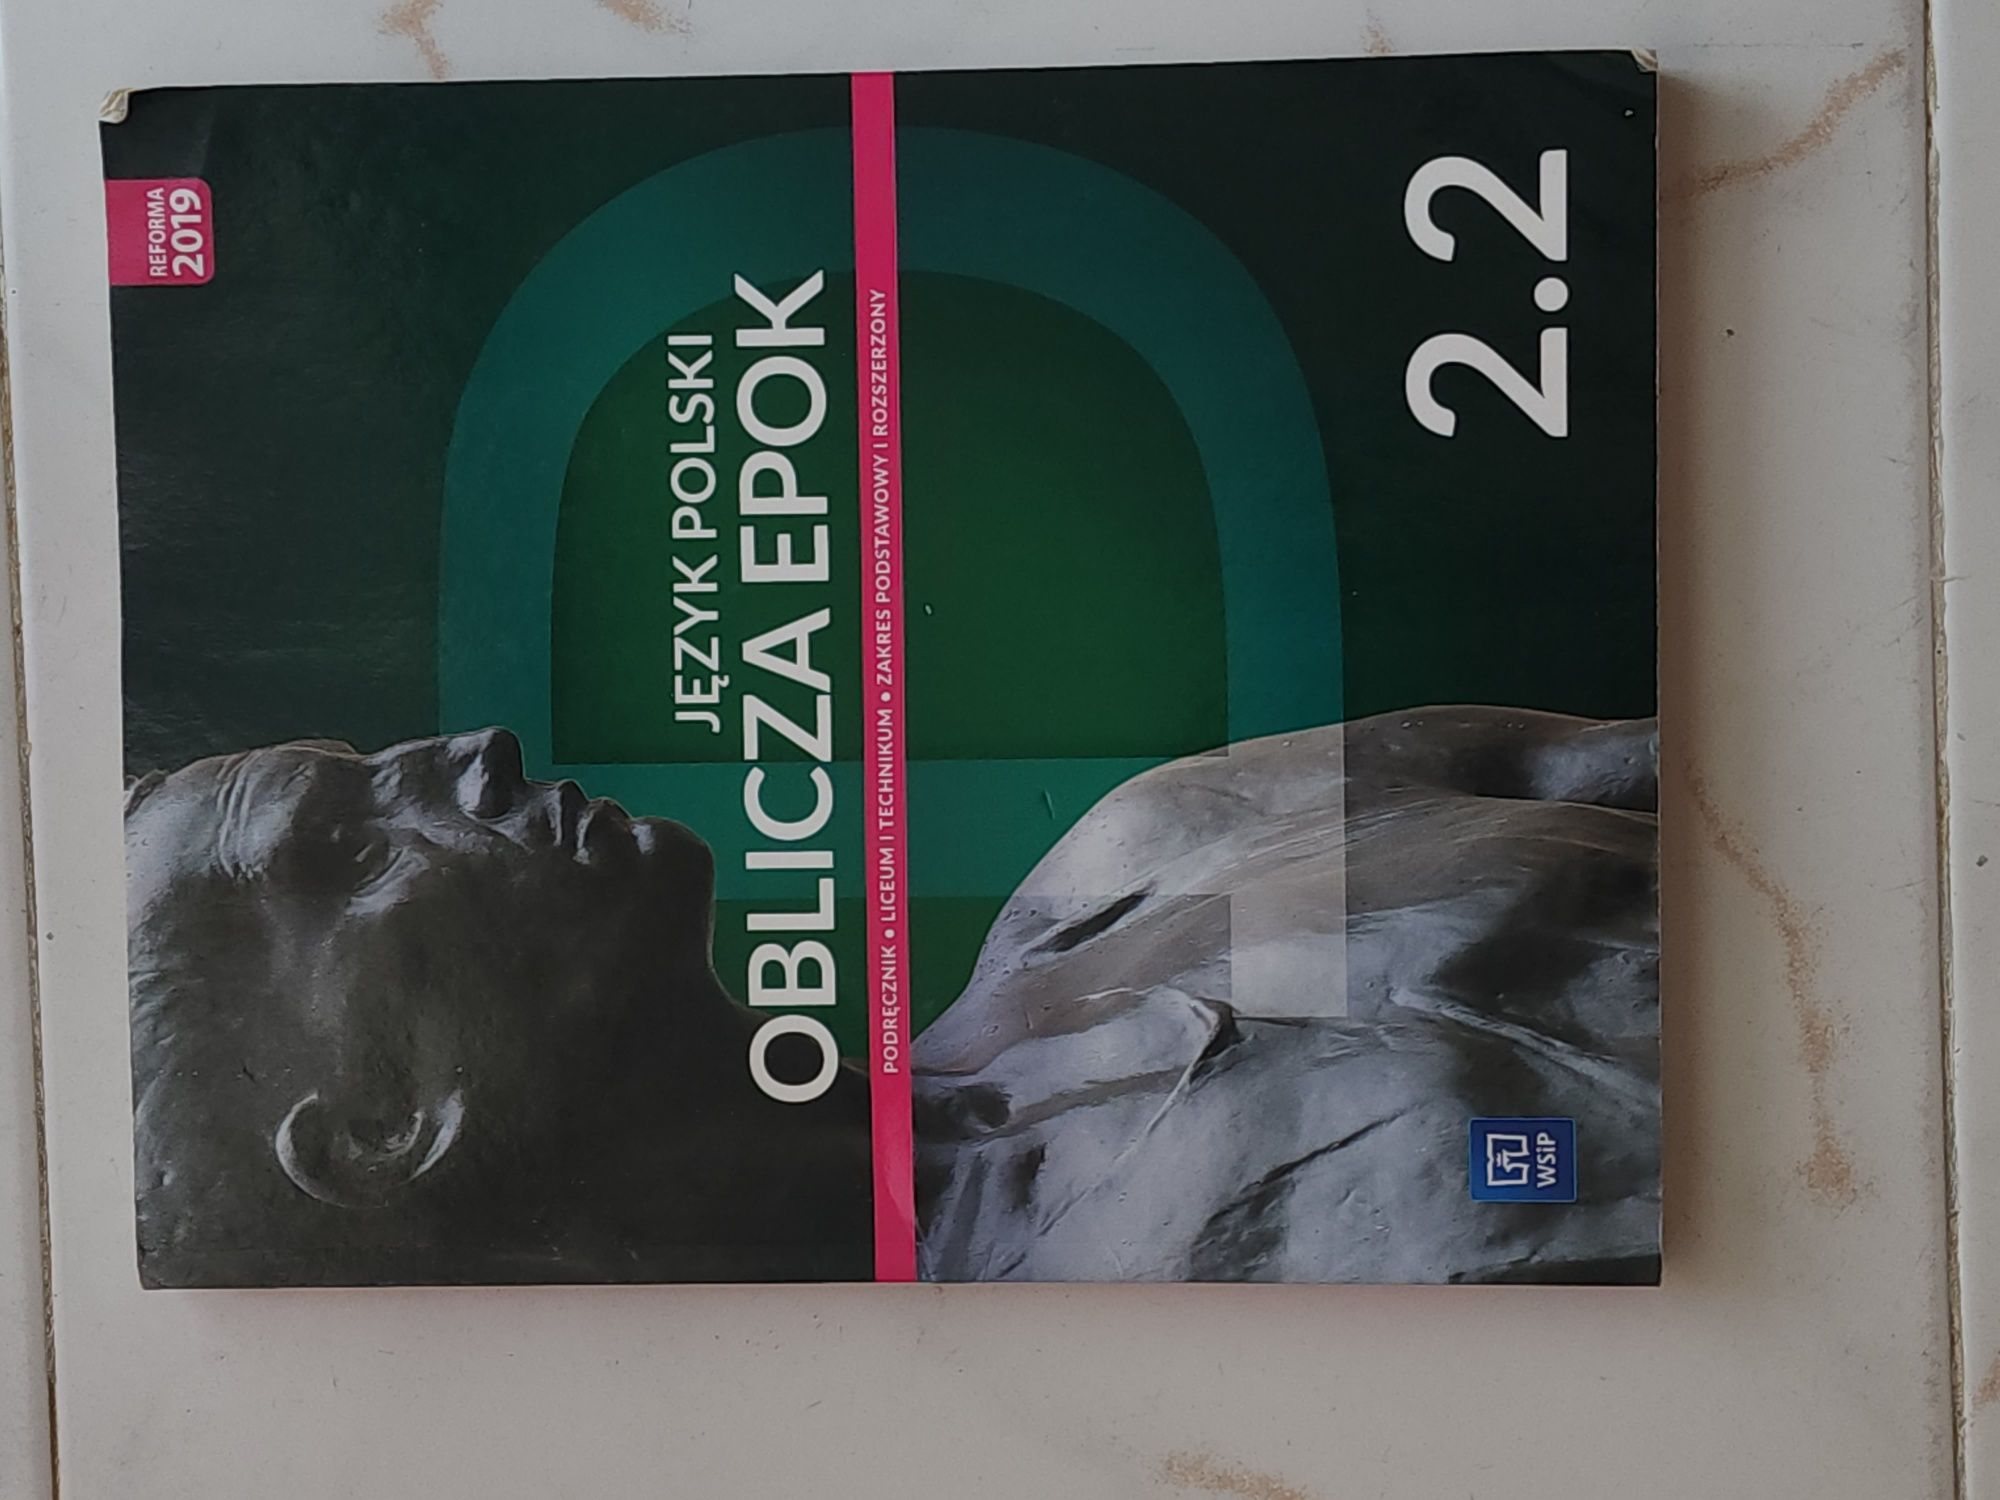 REFORMA
2019
JĘZYK POLSKI
OBLICZA EPOK
PODRĘCZNIK • LICEUM I TECHNIKUM • ZAKRES PODSTAWOWY I ROZSZERZONY
2.2
WSiP